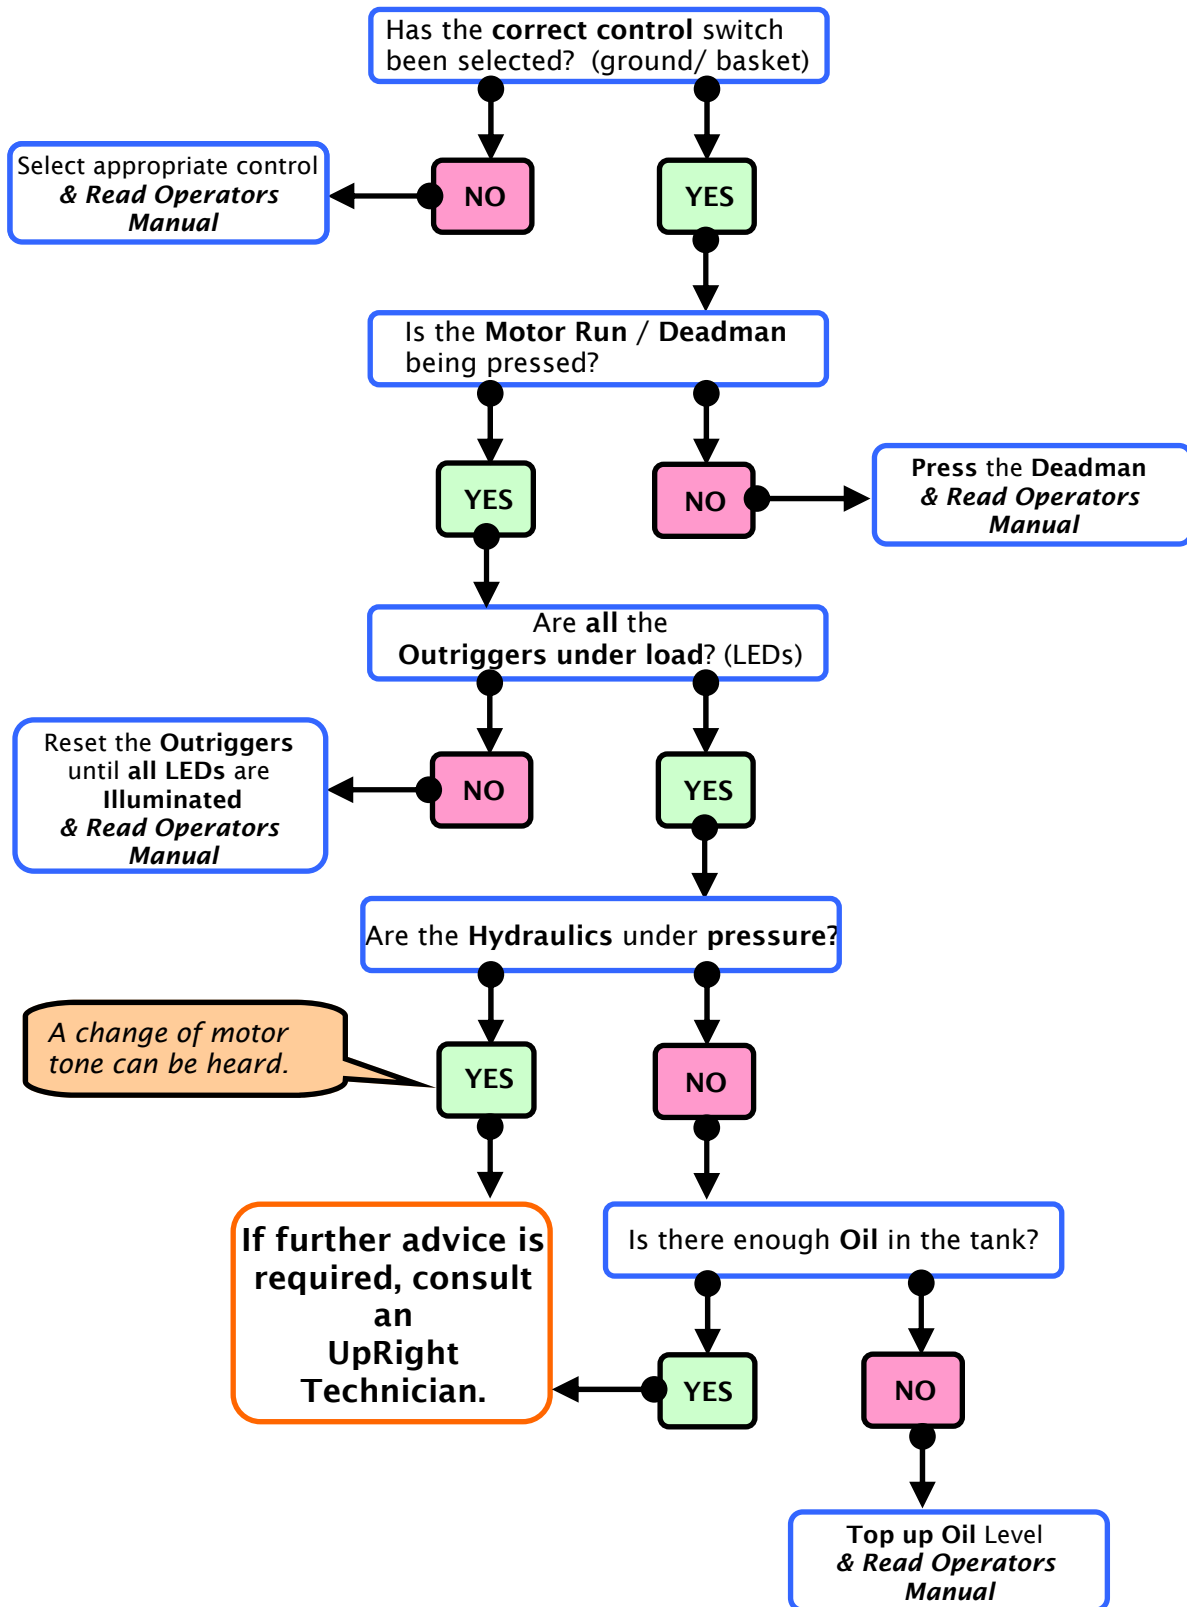 Has the correct control switch
been selected?  (ground/ basket)
Select appropriate control
& Read Operators
Manual
NO
YES
Is the Motor Run / Deadman
being pressed?
YES
NO
Press the Deadman
& Read Operators
Manual
Are all the
Outriggers under load? (LEDs)
Reset the Outriggers
until all LEDs are
Illuminated
& Read Operators
Manual
NO
YES
Are the Hydraulics under pressure?
A change of motor
tone can be heard.
YES
NO
If further advice is
required, consult
an
UpRight
Technician.
Is there enough Oil in the tank?
YES
NO
Top up Oil Level
& Read Operators
Manual